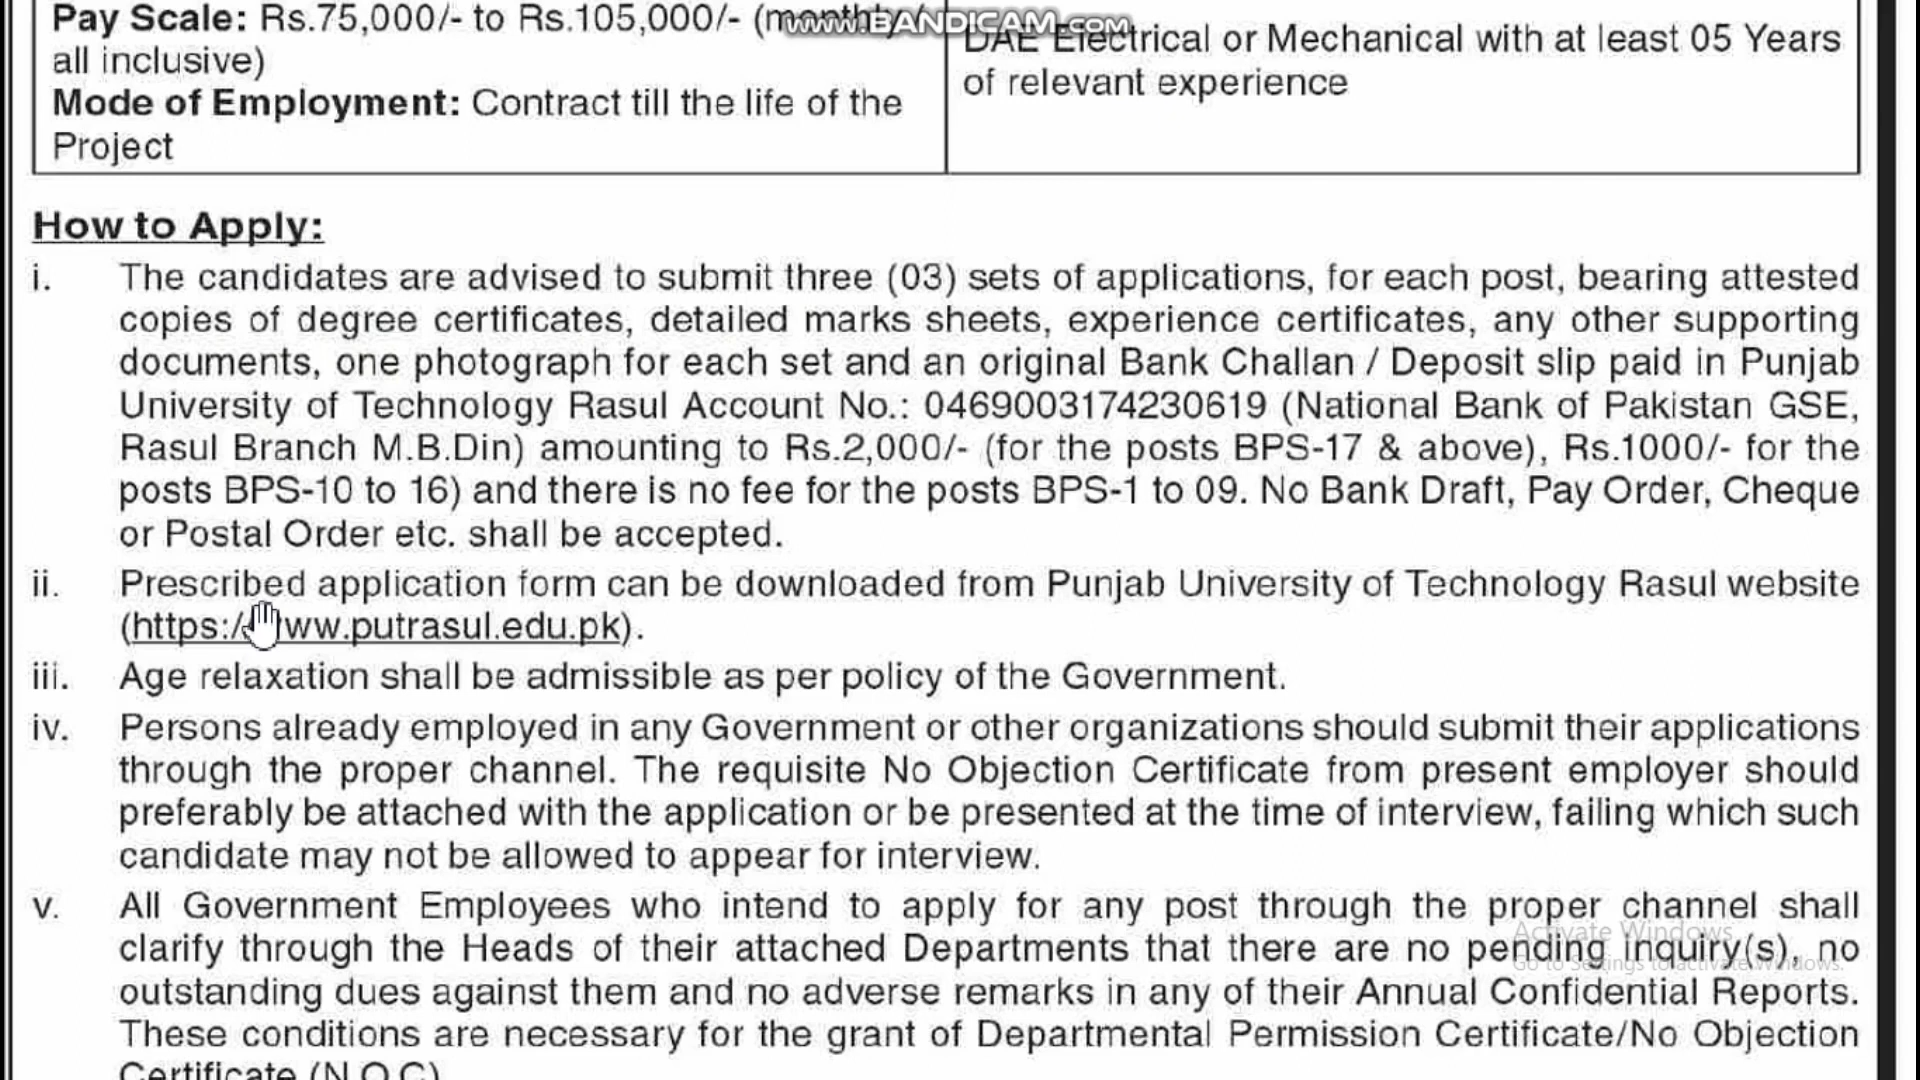 Pay Scale: Rs.75,000/- to Rs.105,000/- (monthly /
all inclusive)
Mode of Employment: Contract till the life of the
Project
www.BANDICAM.com
DAE Electrical or Mechanical with at least 05 Years
of relevant experience
How to Apply:
i. The candidates are advised to submit three (03) sets of applications, for each post, bearing attested
copies of degree certificates, detailed marks sheets, experience certificates, any other supporting
documents, one photograph for each set and an original Bank Challan / Deposit slip paid in Punjab
University of Technology Rasul Account No.: 0469003174230619 (National Bank of Pakistan GSE,
Rasul Branch M.B.Din) amounting to Rs.2,000/- (for the posts BPS-17 & above), Rs.1000/- for the
posts BPS-10 to 16) and there is no fee for the posts BPS-1 to 09. No Bank Draft, Pay Order, Cheque
or Postal Order etc. shall be accepted.
ii. Prescribed application form can be downloaded from Punjab University of Technology Rasul website
(https://www.putrasul.edu.pk).
iii. Age relaxation shall be admissible as per policy of the Government.
iv. Persons already employed in any Government or other organizations should submit their applications
through the proper channel. The requisite No Objection Certificate from present employer should
preferably be attached with the application or be presented at the time of interview, failing which such
candidate may not be allowed to appear for interview.
v. All Government Employees who intend to apply for any post through the proper channel shall
clarify through the Heads of their attached Departments that there are no pending inquiry(s), no
outstanding dues against them and no adverse remarks in any of their Annual Confidential Reports.
These conditions are necessary for the grant of Departmental Permission Certificate/No Objection
Certificate (N.O.C)
Activate Windows
Go to Settings to activate Windows.